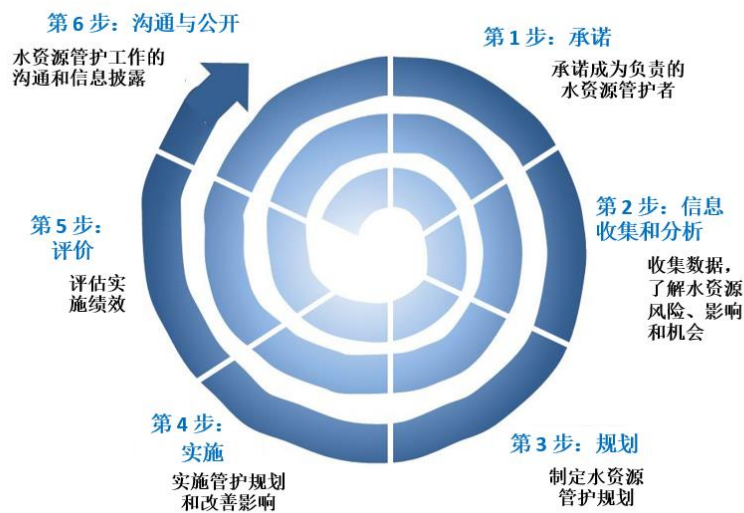 第 6 步：沟通与公开
水资源管护工作的
沟通和信息披露
第 1 步：承诺
承诺成为负责的
水资源管护者
第 2 步：信息
收集和分析
收集数据，
了解水资源
风险、影响
和机会
第 3 步：规划
制定水资源
管护规划
第 4 步：
实施
实施管护规划
和改善影响
第 5 步：
评价
评估实
施绩效